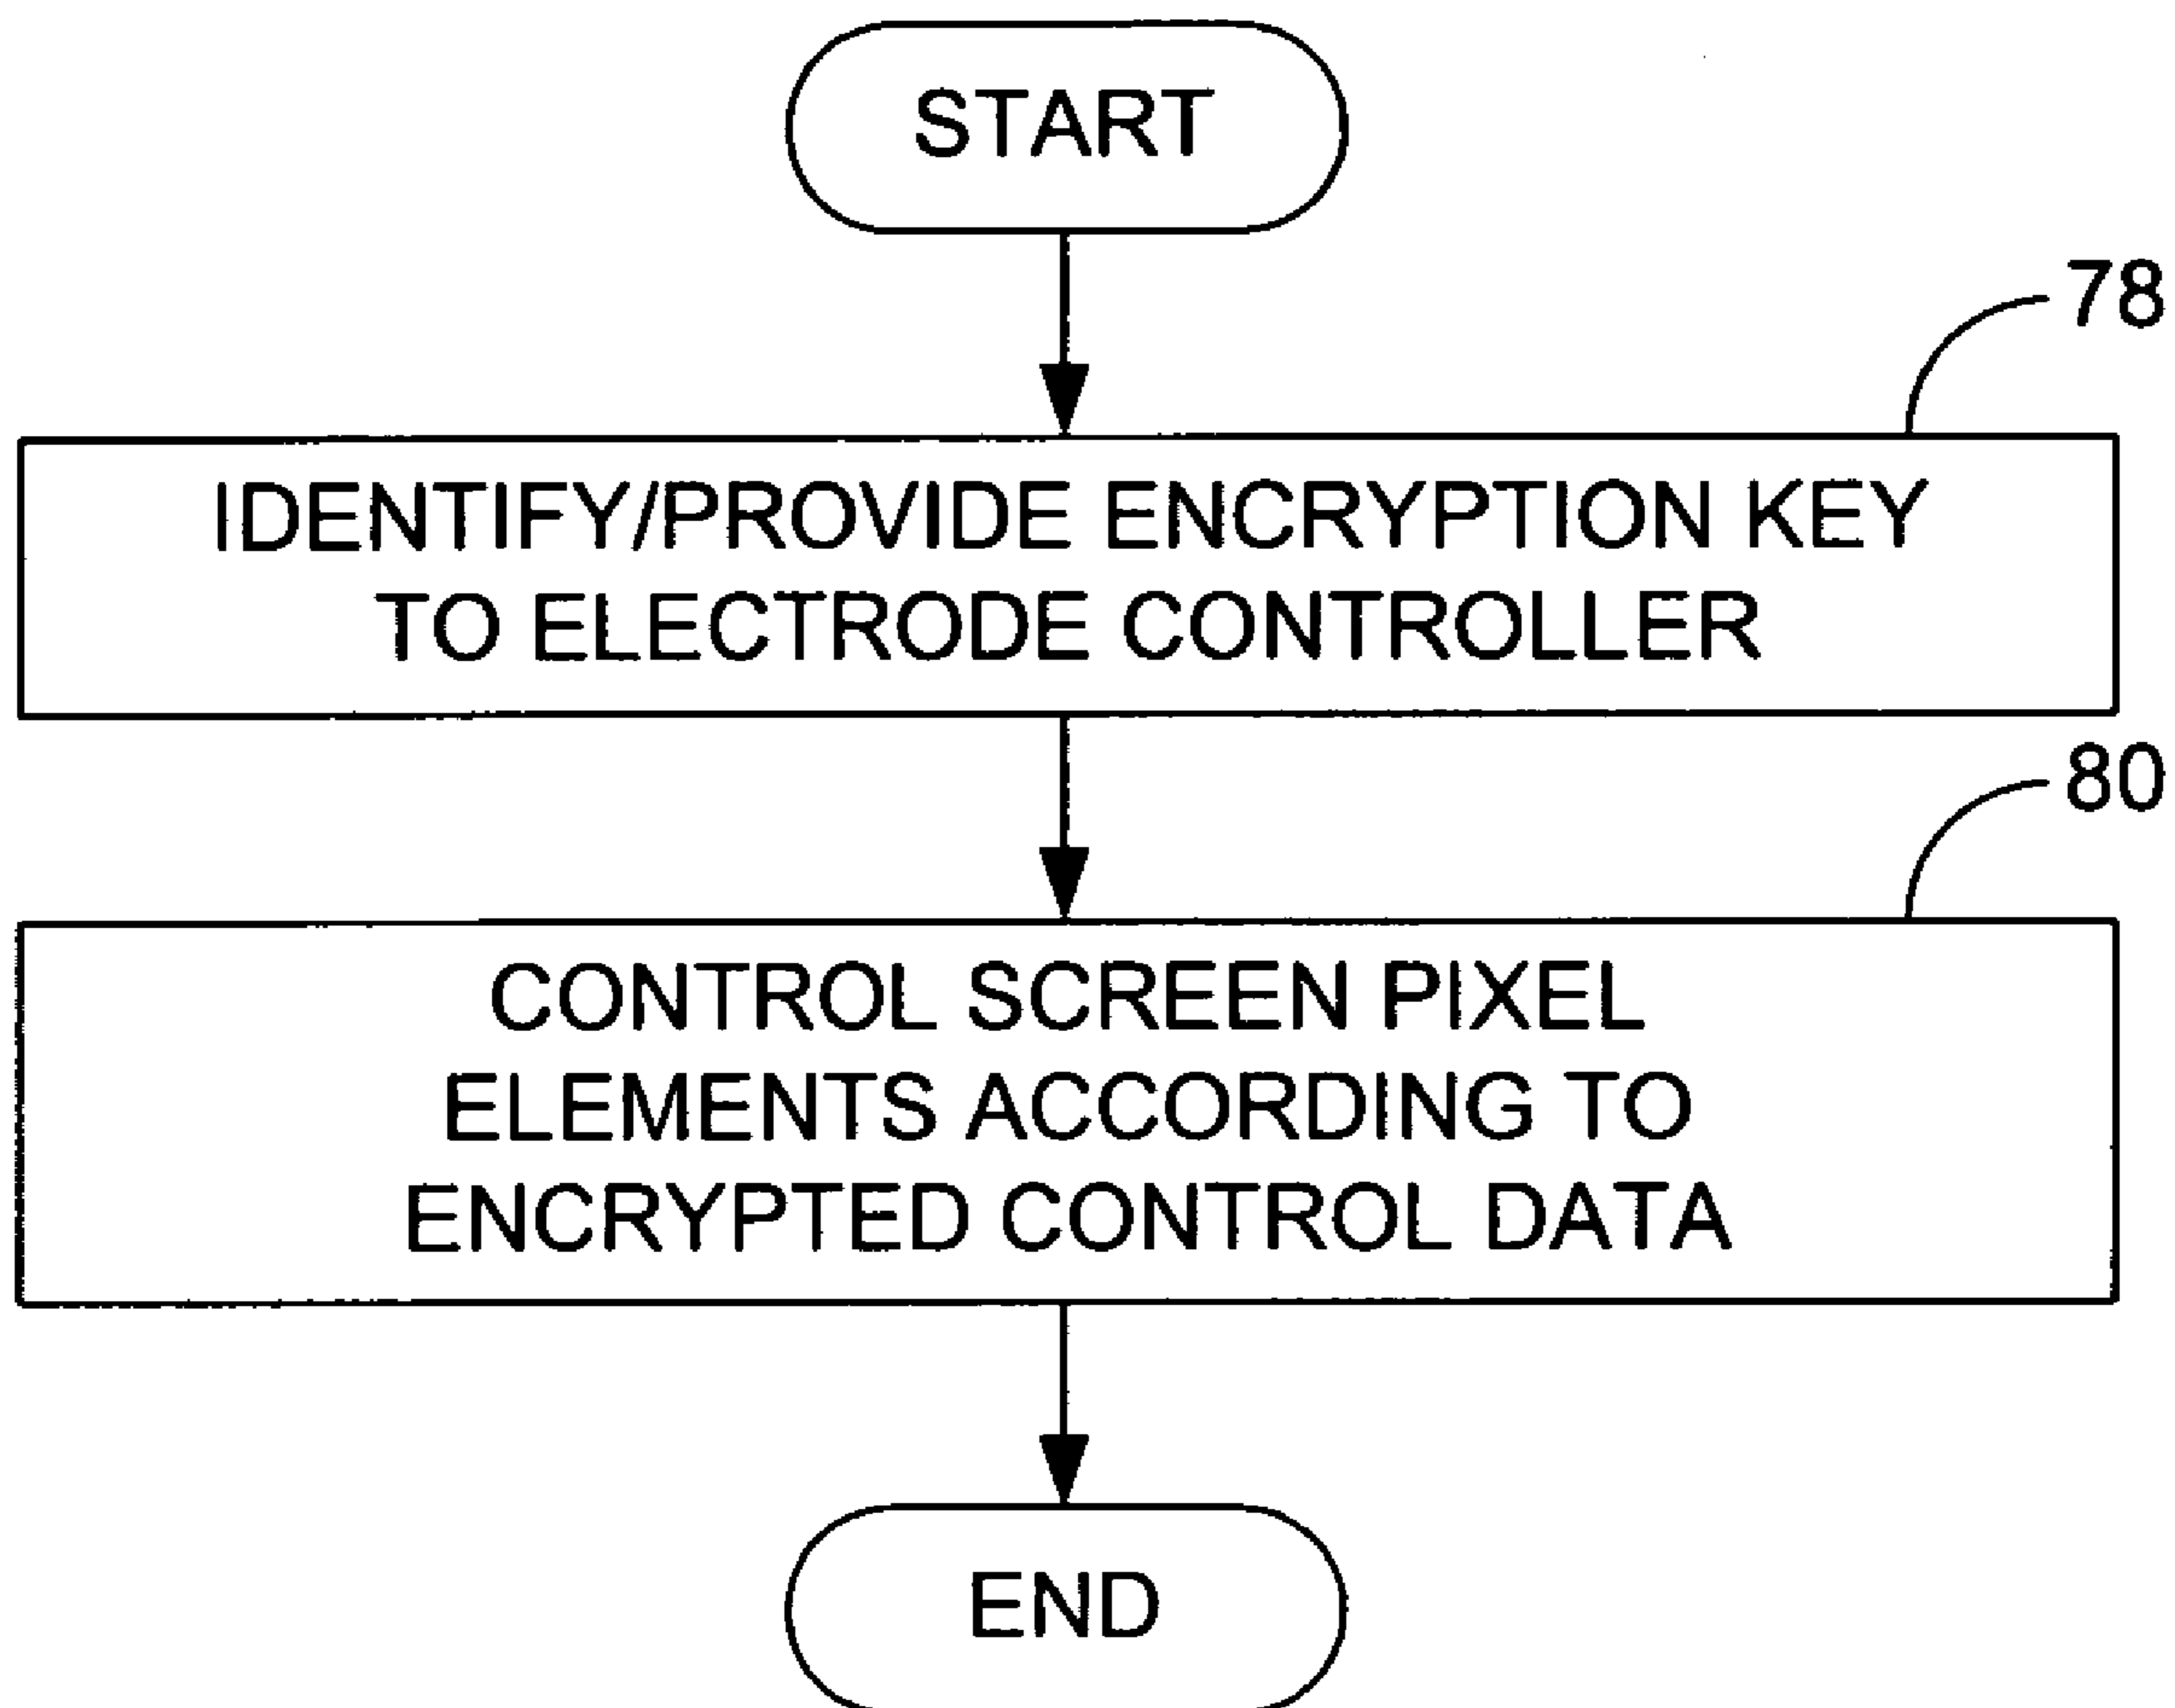 START
78
IDENTIFY/PROVIDE ENCRYPTION KEY
TO ELECTRODE CONTROLLER
80
CONTROL SCREEN PIXEL
ELEMENTS ACCORDING TO
ENCRYPTED CONTROL DATA
END